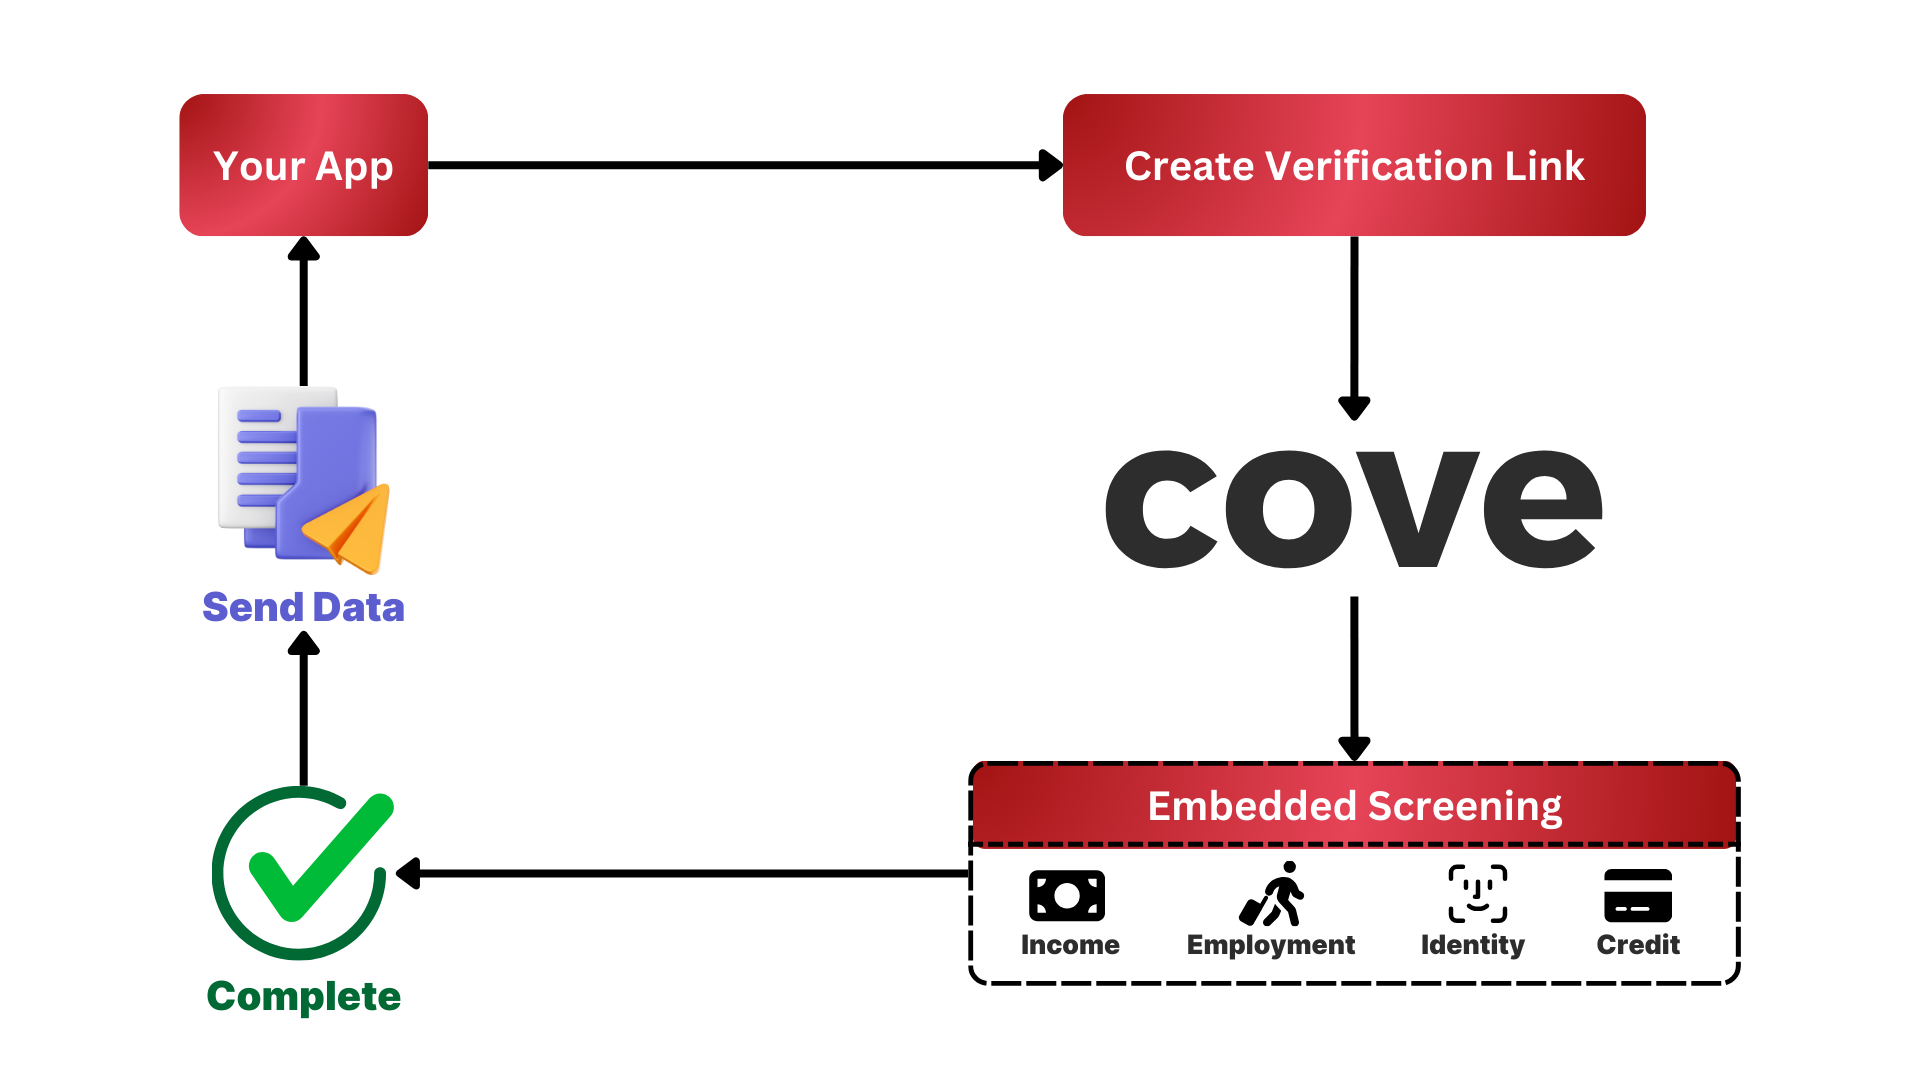 Your App
Create Verification Link
cove
Send Data
Embedded Screening
Income
Employment
Identity
Credit
Complete